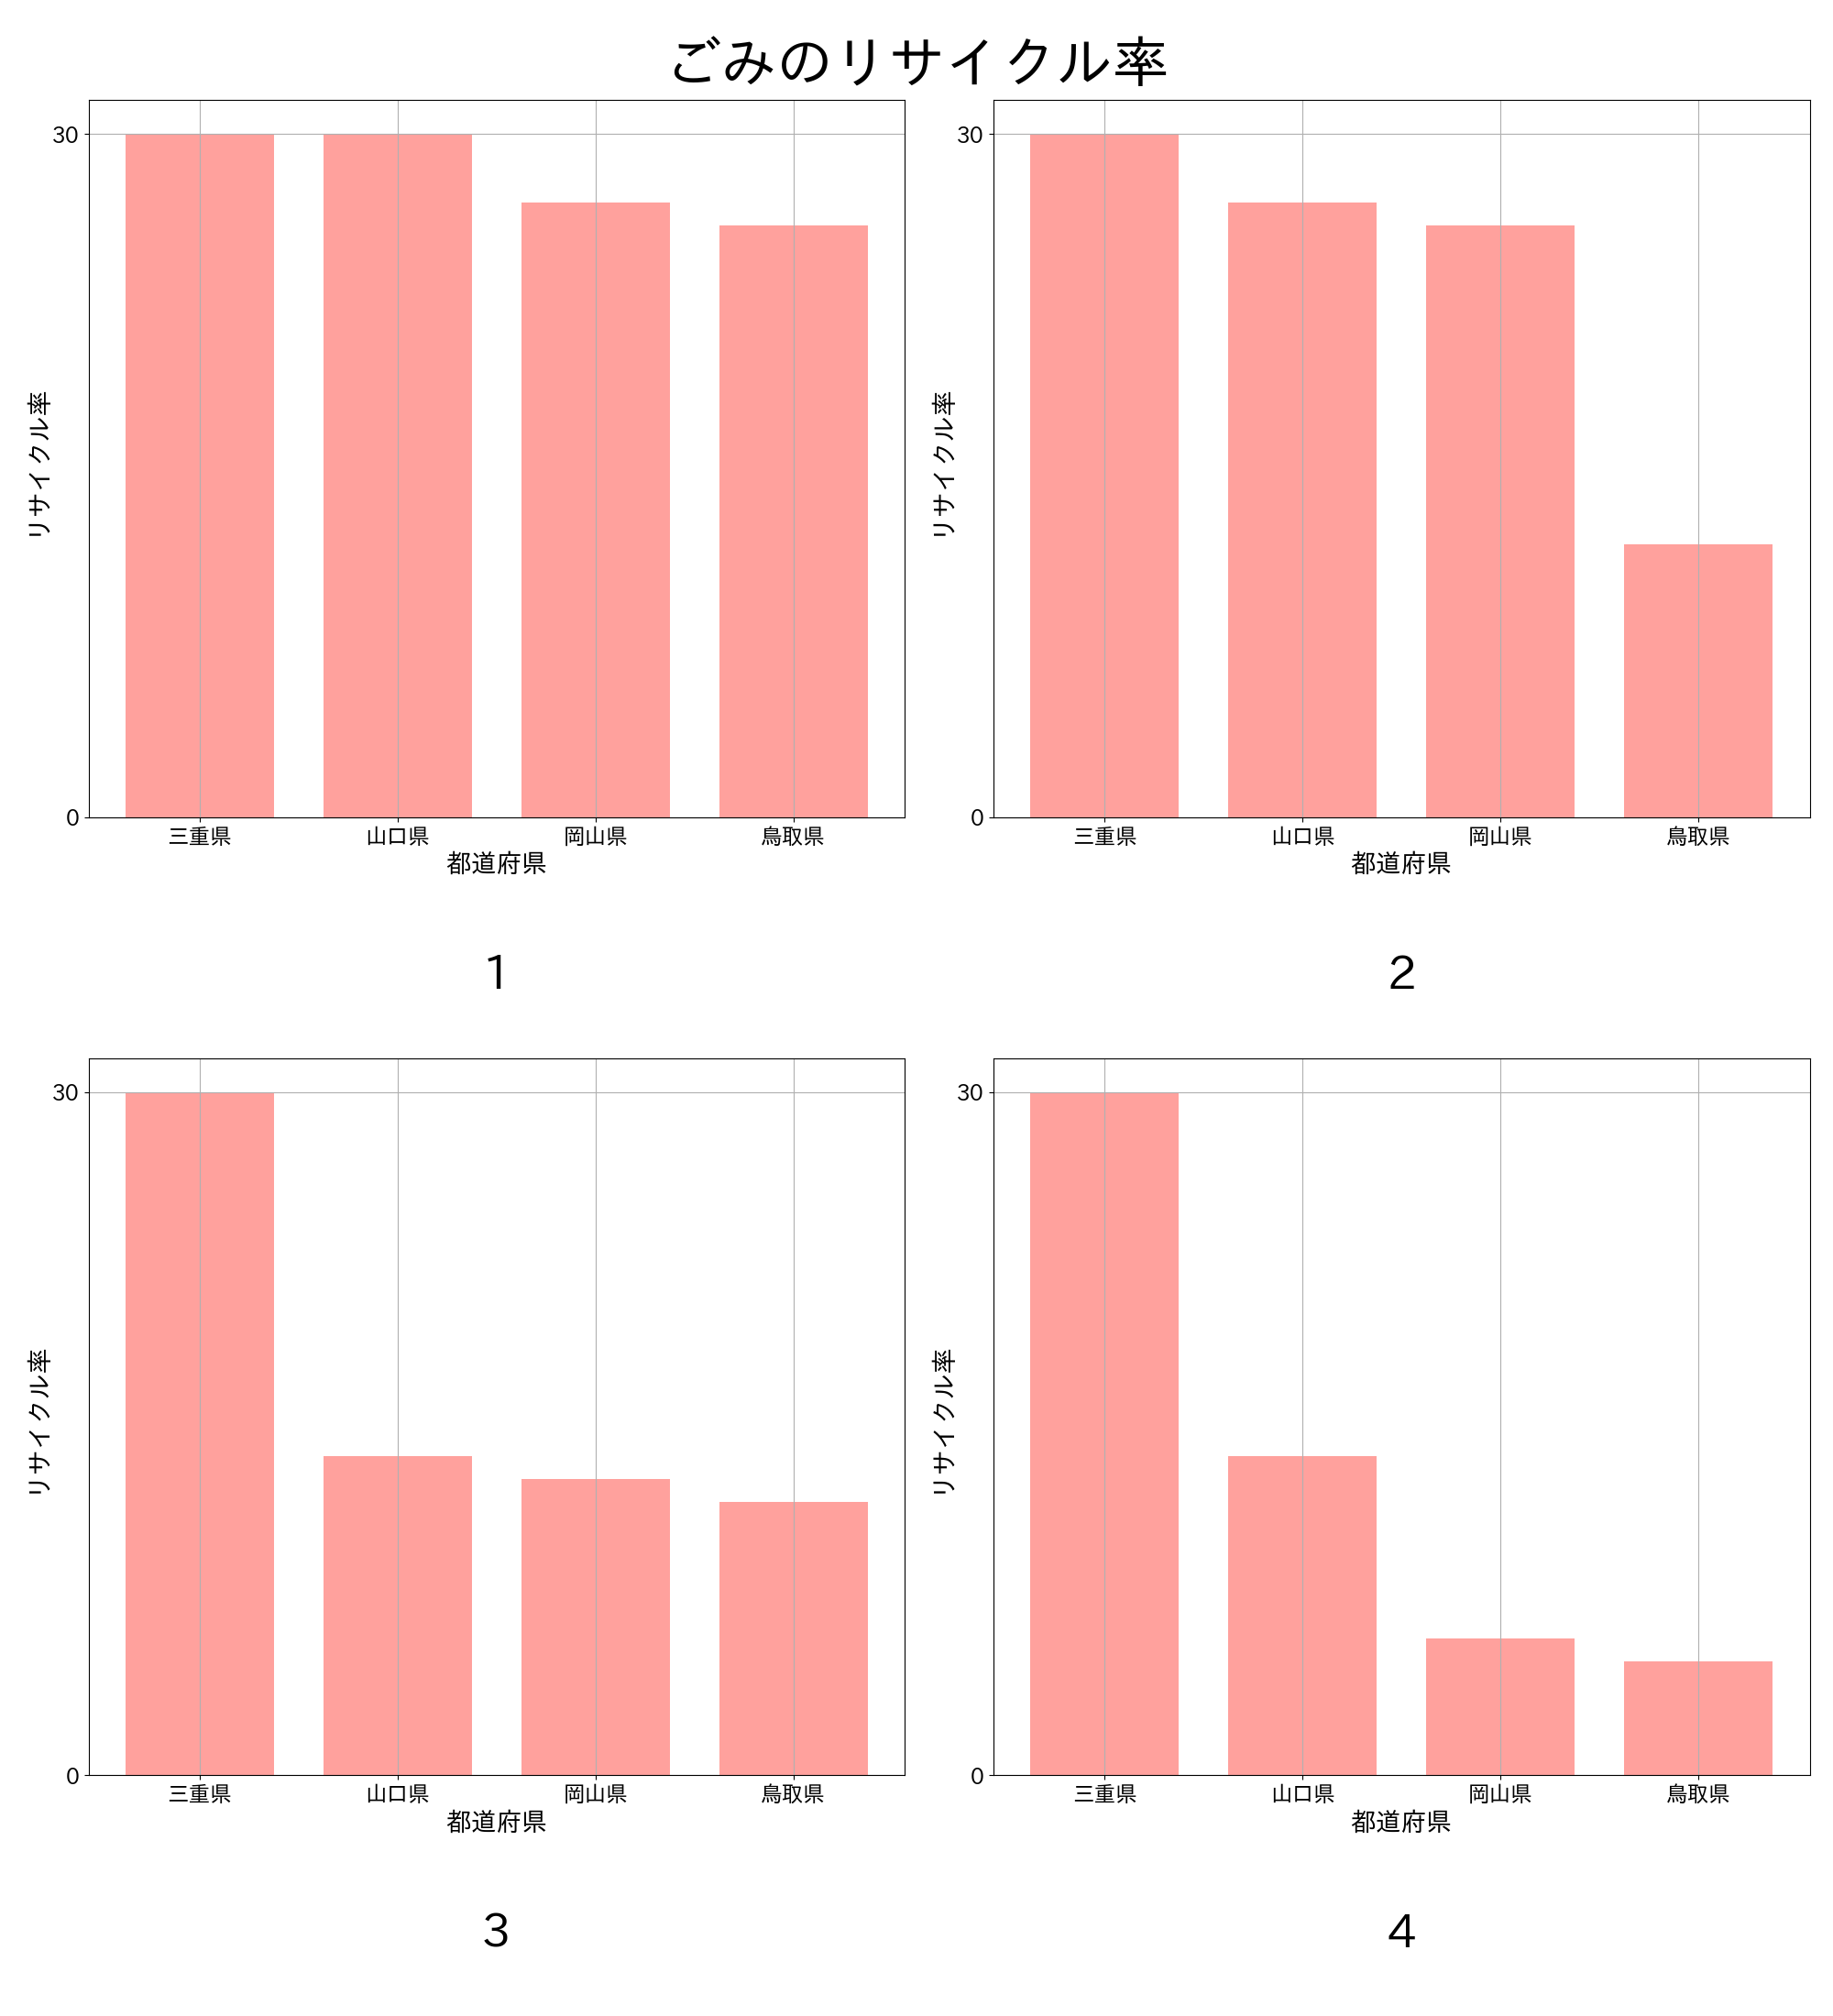 ごみのリサイクル率
30
0
リサイクル率
三重県 山口県 岡山県 鳥取県
都道府県
1
30
0
リサイクル率
三重県 山口県 岡山県 鳥取県
都道府県
2
30
0
リサイクル率
三重県 山口県 岡山県 鳥取県
都道府県
3
30
0
リサイクル率
三重県 山口県 岡山県 鳥取県
都道府県
4